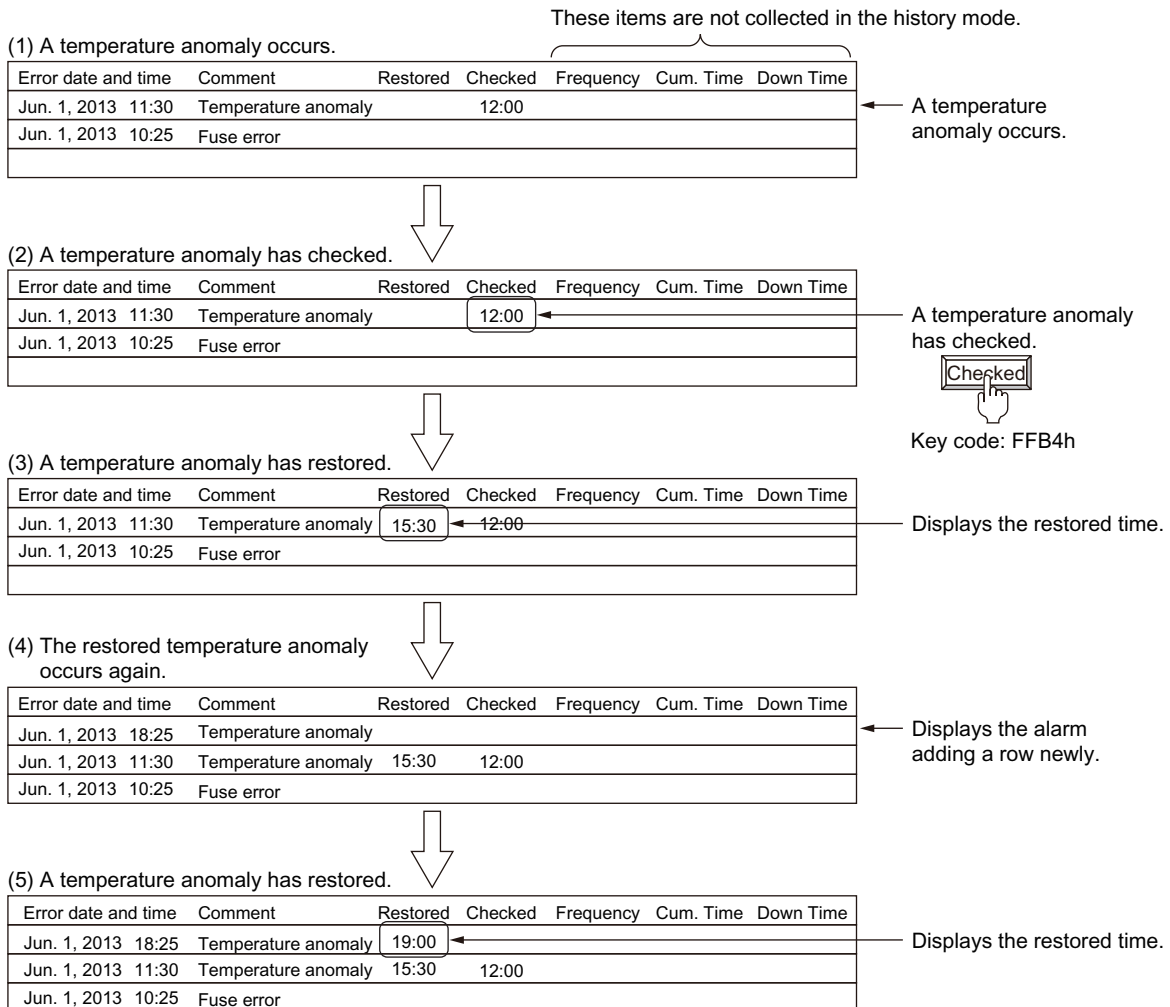 These items are not collected in the history mode.
(1) A temperature anomaly occurs.
Error date and time Comment Restored Checked Frequency Cum. Time Down Time
Jun. 1, 2013 11:30 Temperature anomaly 12:00
Jun. 1, 2013 10:25 Fuse error
A temperature
anomaly occurs.
(2) A temperature anomaly has checked.
Error date and time Comment Restored Checked Frequency Cum. Time Down Time
Jun. 1, 2013 11:30 Temperature anomaly 12:00
Jun. 1, 2013 10:25 Fuse error
A temperature anomaly
has checked.
Checked
Key code: FFB4h
(3) A temperature anomaly has restored.
Error date and time Comment Restored Checked Frequency Cum. Time Down Time
Jun. 1, 2013 11:30 Temperature anomaly 15:30 12:00
Jun. 1, 2013 10:25 Fuse error
Displays the restored time.
(4) The restored temperature anomaly
occurs again.
Error date and time Comment Restored Checked Frequency Cum. Time Down Time
Jun. 1, 2013 18:25 Temperature anomaly
Jun. 1, 2013 11:30 Temperature anomaly 15:30 12:00
Jun. 1, 2013 10:25 Fuse error
Displays the alarm
adding a row newly.
(5) A temperature anomaly has restored.
Error date and time Comment Restored Checked Frequency Cum. Time Down Time
Jun. 1, 2013 18:25 Temperature anomaly 19:00
Jun. 1, 2013 11:30 Temperature anomaly 15:30 12:00
Jun. 1, 2013 10:25 Fuse error
Displays the restored time.